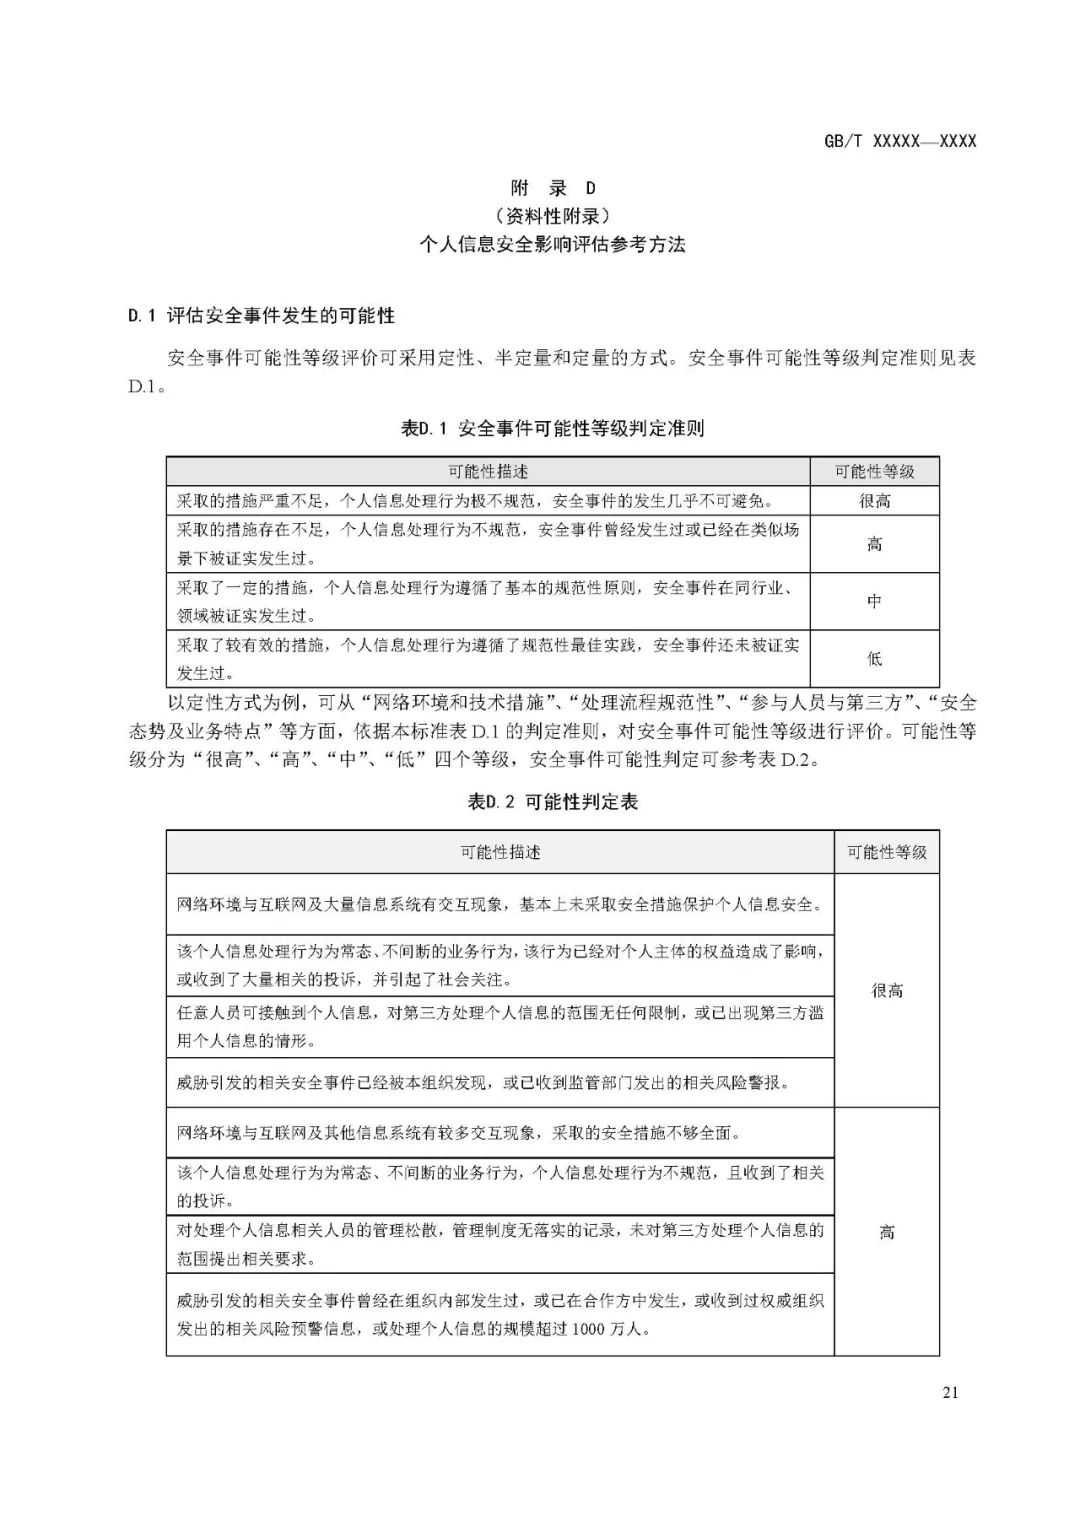 GB/T XXXXX—XXXX
附 录 D
（资料性附录）
个人信息安全影响评估参考方法
D.1 评估安全事件发生的可能性
安全事件可能性等级评价可采用定性、半定量和定量的方式。安全事件可能性等级判定准则见表
D.1。
表D.1 安全事件可能性等级判定准则
可能性描述 可能性等级
采取的措施严重不足，个人信息处理行为极不规范，安全事件的发生几乎不可避免。 很高
采取的措施存在不足，个人信息处理行为不规范，安全事件曾经发生过或已经在类似场
景下被证实发生过。
高
采取了一定的措施，个人信息处理行为遵循了基本的规范性原则，安全事件在同行业、
领域被证实发生过。
中
采取了较有效的措施，个人信息处理行为遵循了规范性最佳实践，安全事件还未被证实
发生过。
低
以定性方式为例，可从“网络环境和技术措施”、“处理流程规范性”、“参与人员与第三方”、“安全
态势及业务特点”等方面，依据本标准表 D.1 的判定准则，对安全事件可能性等级进行评价。可能性等
级分为“很高”、“高”、“中”、“低”四个等级，安全事件可能性判定可参考表 D.2。
表D.2 可能性判定表
可能性描述 可能性等级
网络环境与互联网及大量信息系统有交互现象，基本上未采取安全措施保护个人信息安全。
该个人信息处理行为为常态、不间断的业务行为，该行为已经对个人主体的权益造成了影响，
或收到了大量相关的投诉，并引起了社会关注。
很高
任意人员可接触到个人信息，对第三方处理个人信息的范围无任何限制，或已出现第三方滥
用个人信息的情形。
威胁引发的相关安全事件已经被本组织发现，或已收到监管部门发出的相关风险警报。
网络环境与互联网及其他信息系统有较多交互现象，采取的安全措施不够全面。
该个人信息处理行为为常态、不间断的业务行为，个人信息处理行为不规范，且收到了相关
的投诉。
对处理个人信息相关人员的管理松散，管理制度无落实的记录，未对第三方处理个人信息的
范围提出相关要求。
高
威胁引发的相关安全事件曾经在组织内部发生过，或已在合作方中发生，或收到过权威组织
发出的相关风险预警信息，或处理个人信息的规模超过 1000 万人。
21